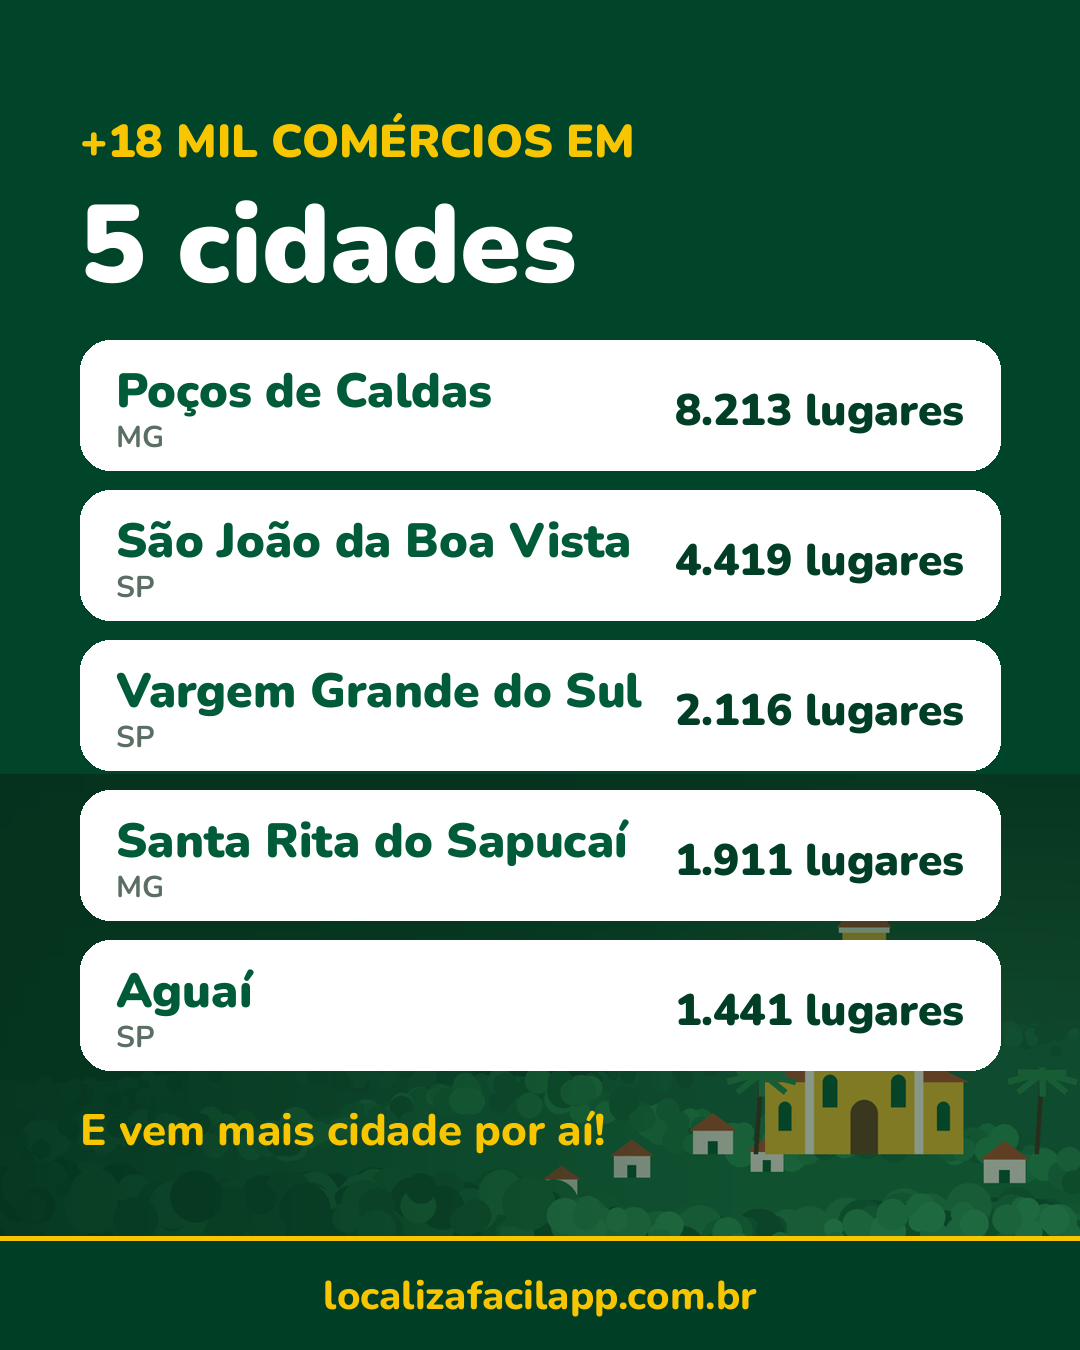 +18 MIL COMÉRCIOS EM
5 cidades
Poços de Caldas
MG
8.213 lugares
São João da Boa Vista
SP
4.419 lugares
Vargem Grande do Sul
SP
2.116 lugares
Santa Rita do Sapucaí
MG
1.911 lugares
Aguaí
SP
1.441 lugares
E vem mais cidade por aí!
localizafacilapp.com.br